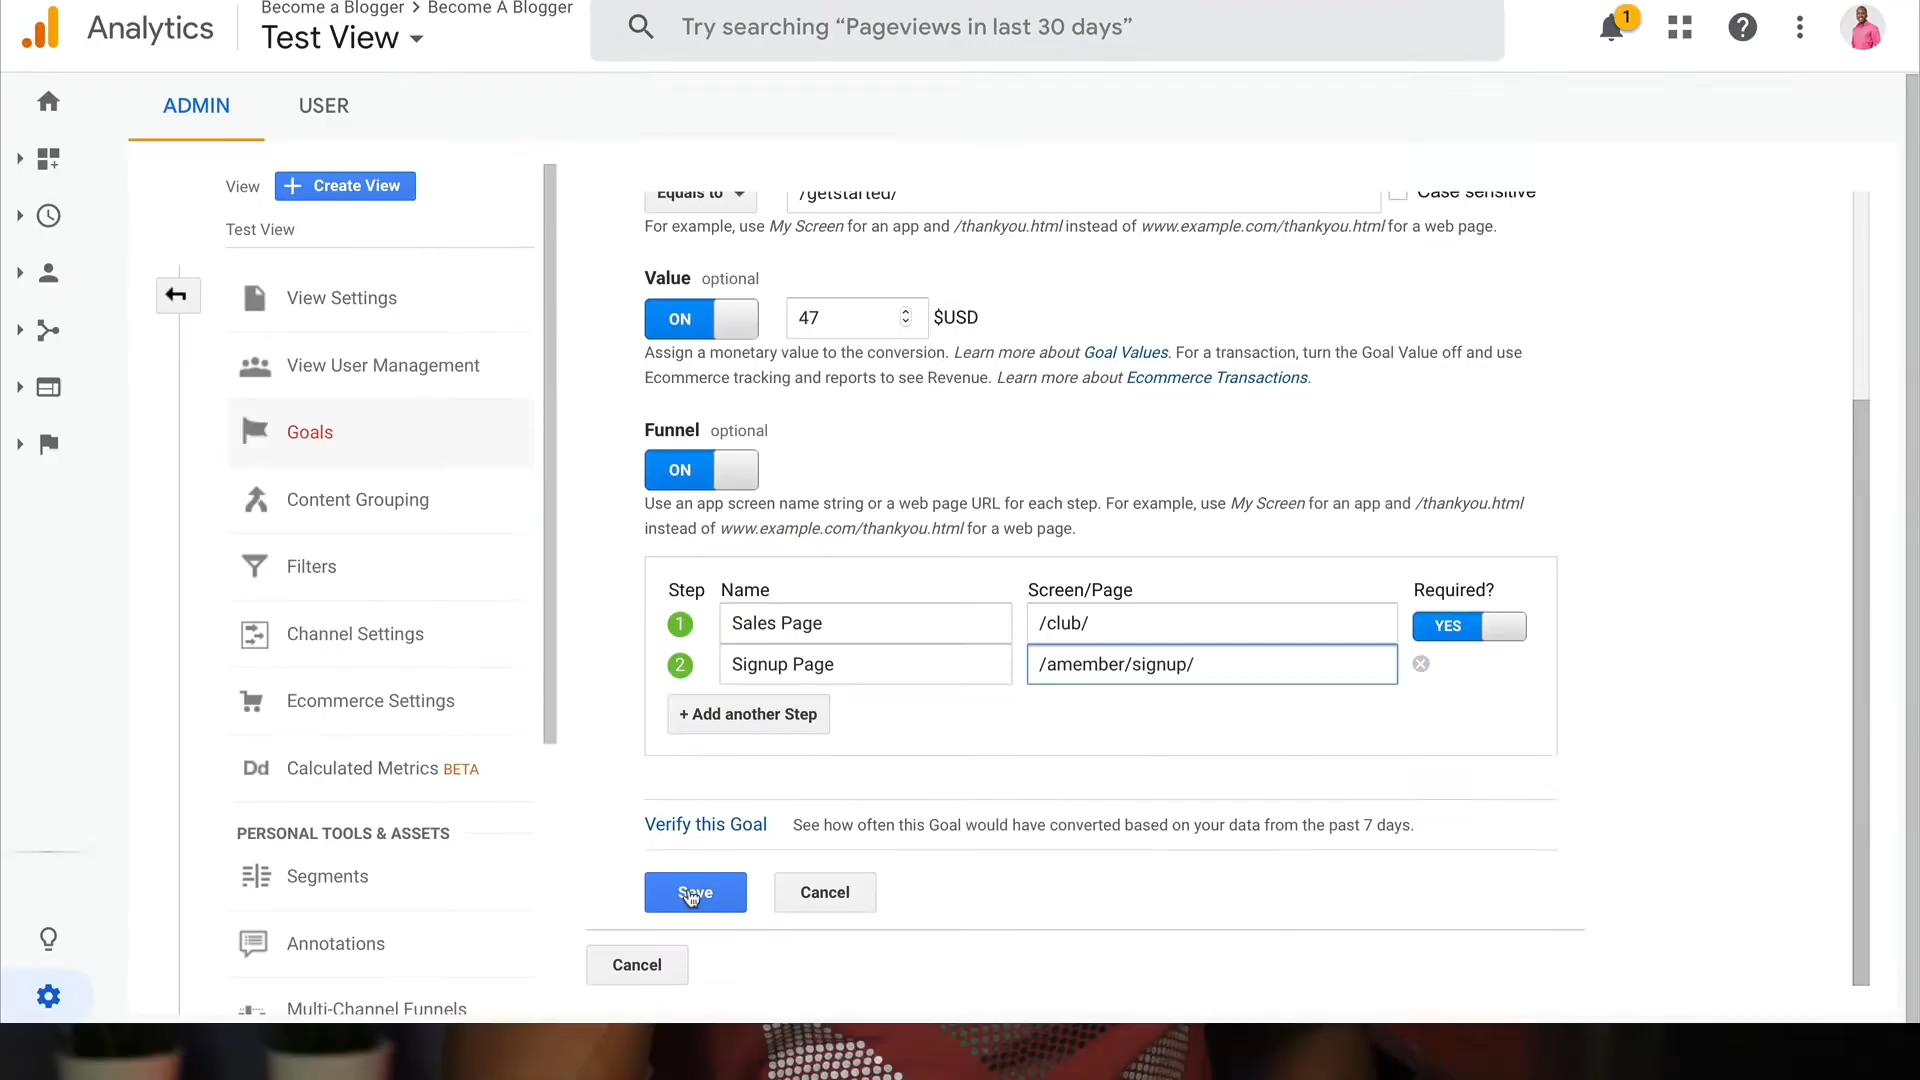 Become a Blogger > Become A Blogger
Analytics
Test View
Try searching “Pageviews in last 30 days”
1
ADMIN
USER
View
+ Create View
Test View
View Settings
View User Management
Goals
Content Grouping
Filters
Channel Settings
Ecommerce Settings
Dd Calculated Metrics BETA
PERSONAL TOOLS & ASSETS
Segments
Annotations
Multi-Channel Funnels
Equals to
/getstarted/
Case sensitive
For example, use My Screen for an app and /thankyou.html instead of www.example.com/thankyou.html for a web page.
Value optional
ON
47
$USD
Assign a monetary value to the conversion. Learn more about Goal Values. For a transaction, turn the Goal Value off and use
Ecommerce tracking and reports to see Revenue. Learn more about Ecommerce Transactions.
Funnel optional
ON
Use an app screen name string or a web page URL for each step. For example, use My Screen for an app and /thankyou.html
instead of www.example.com/thankyou.html for a web page.
Step Name Screen/Page Required?
1 Sales Page /club/ YES
2 Signup Page /amember/signup/
+ Add another Step
Verify this Goal See how often this Goal would have converted based on your data from the past 7 days.
Save Cancel
Cancel